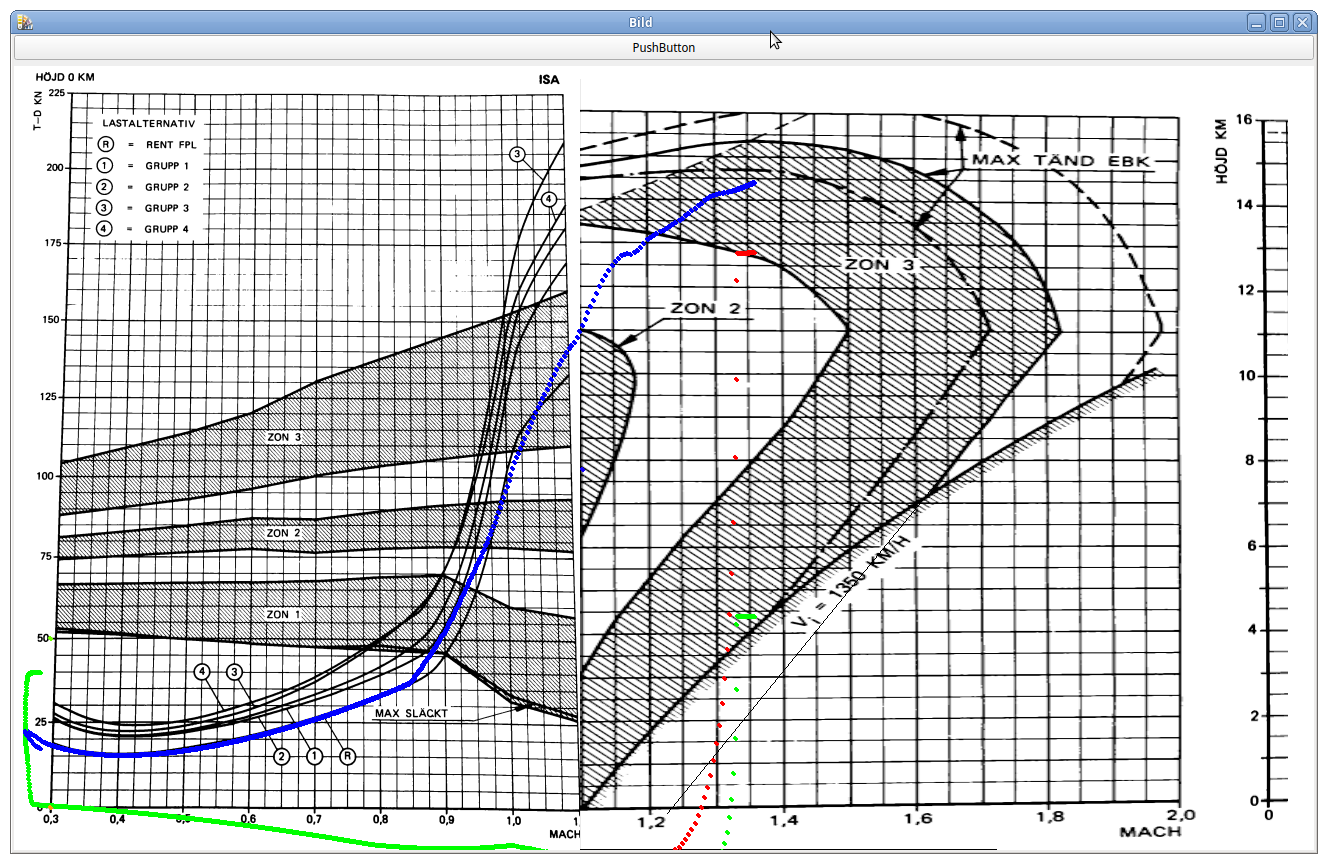 Bild
PushButton
HÖJD 0 KM
ISA
T–D KN
225
200
175
150
125
100
75
50
25
0
LASTALTERNATIV
R = RENT FPL
1 = GRUPP 1
2 = GRUPP 2
3 = GRUPP 3
4 = GRUPP 4
3
4
ZON 3
ZON 2
ZON 1
4
3
MAX SLÄCKT
2
1
R
0,3
0,4
0,5
0,6
0,7
0,8
0,9
1,0
MACH
MAX TÄND EBK
ZON 3
ZON 2
Vi = 1350 KM/H
1,2
1,4
1,6
1,8
2,0
MACH
HÖJD KM
16
14
12
10
8
6
4
2
0